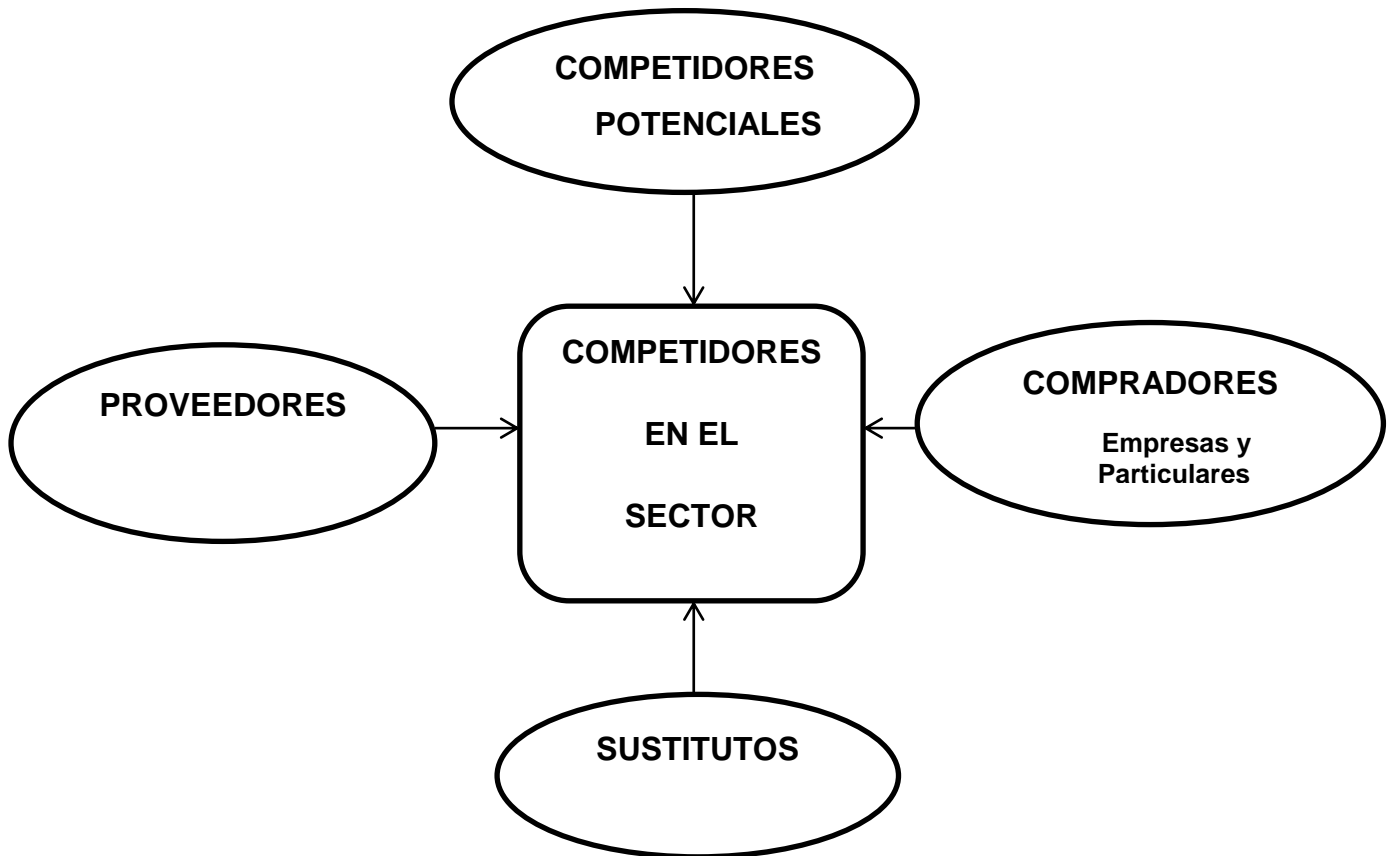 COMPETIDORES
POTENCIALES
PROVEEDORES
COMPETIDORES
EN EL
SECTOR
COMPRADORES
Empresas y
Particulares
SUSTITUTOS